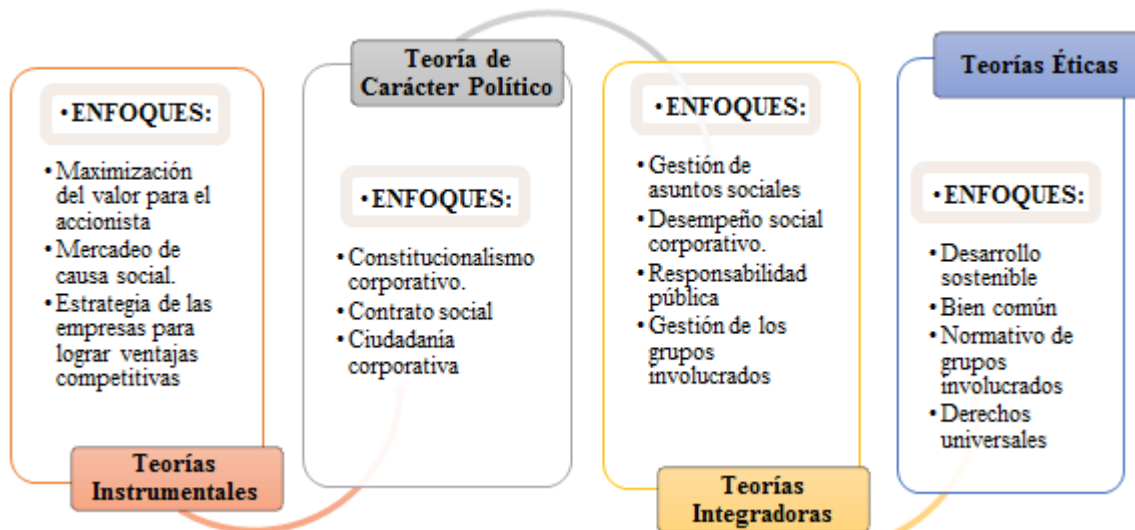 •ENFOQUES:
•Maximización
del valor para el
accionista
•Mercadeo de
causa social.
•Estrategia de las
empresas para
lograr ventajas
competitivas
Teorías
Instrumentales
Teoría de
Carácter Político
•ENFOQUES:
•Constitucionalismo
corporativo.
•Contrato social
•Ciudadanía
corporativa
•ENFOQUES:
•Gestión de
asuntos sociales
•Desempeño social
corporativo.
•Responsabilidad
pública
•Gestión de los
grupos
involucrados
Teorías
Integradoras
Teorías Éticas
•ENFOQUES:
•Desarrollo
sostenible
•Bien común
•Normativo de
grupos
involucrados
•Derechos
universales